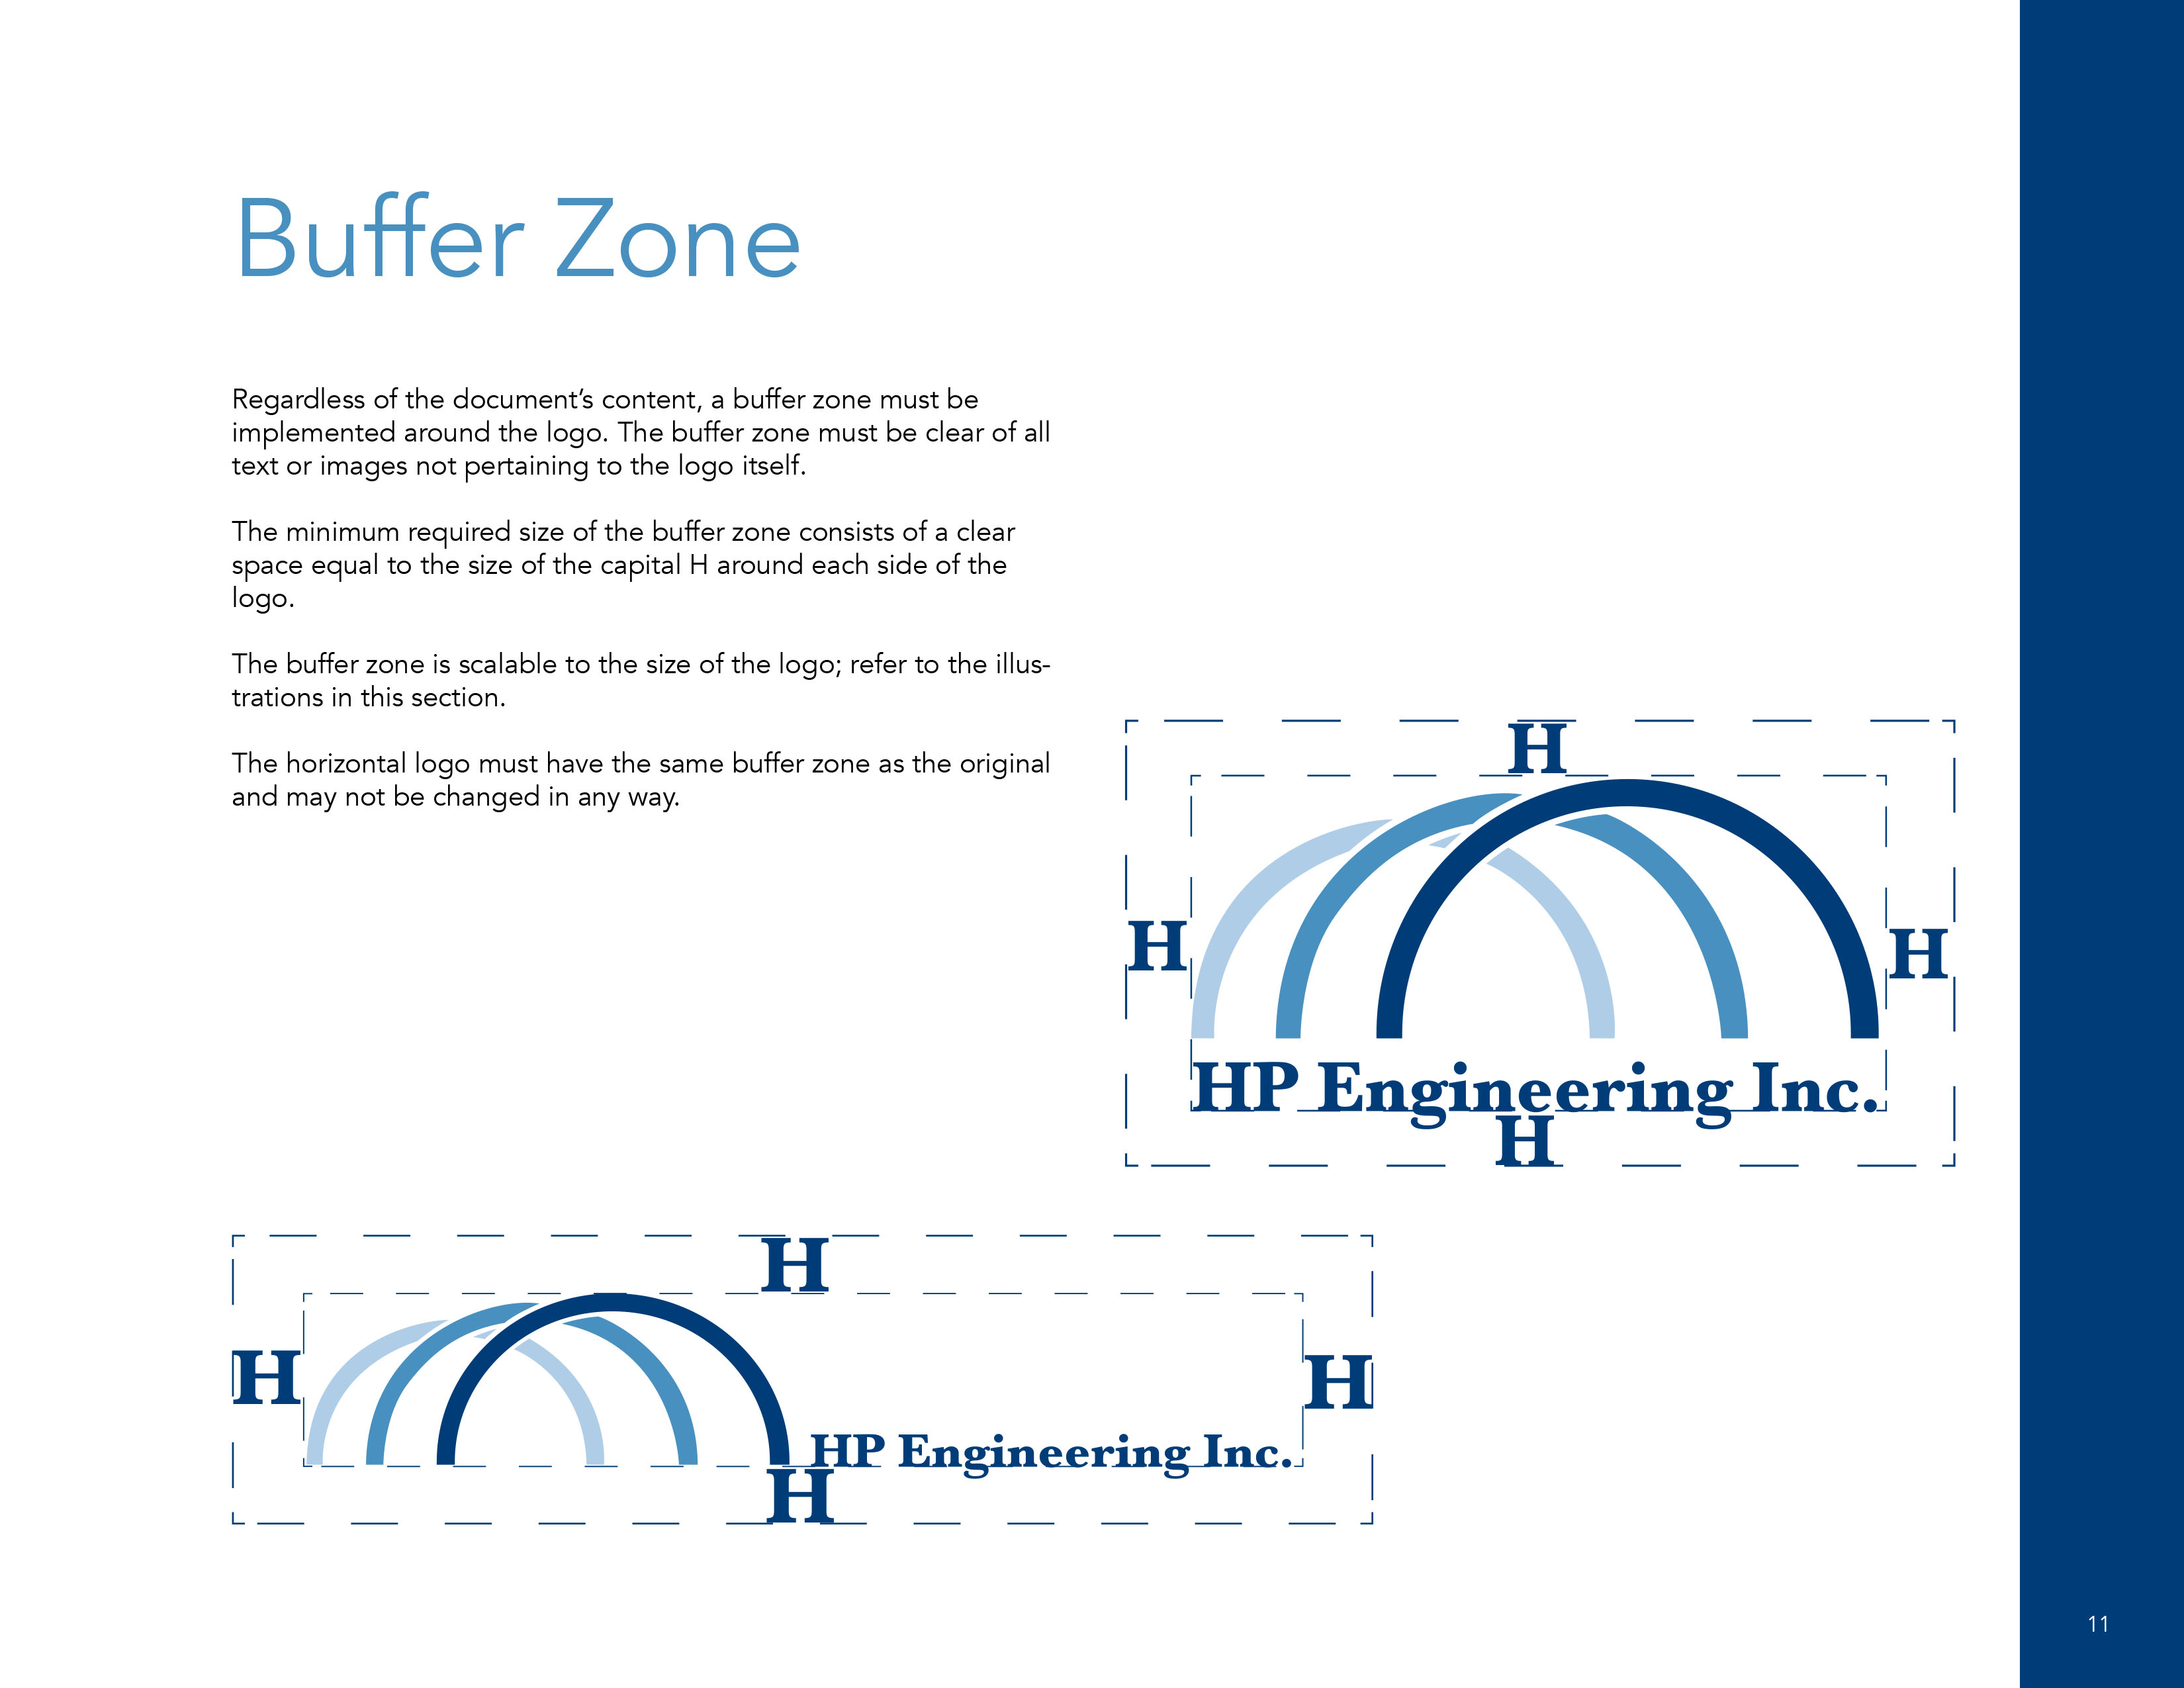 Buffer Zone
Regardless of the document’s content, a buffer zone must be
implemented around the logo. The buffer zone must be clear of all
text or images not pertaining to the logo itself.
The minimum required size of the buffer zone consists of a clear
space equal to the size of the capital H around each side of the
logo.
The buffer zone is scalable to the size of the logo; refer to the illus-
trations in this section.
The horizontal logo must have the same buffer zone as the original
and may not be changed in any way.
H
H
H
HP Engineering Inc.
H
H
H
H
HP Engineering Inc.
H
11